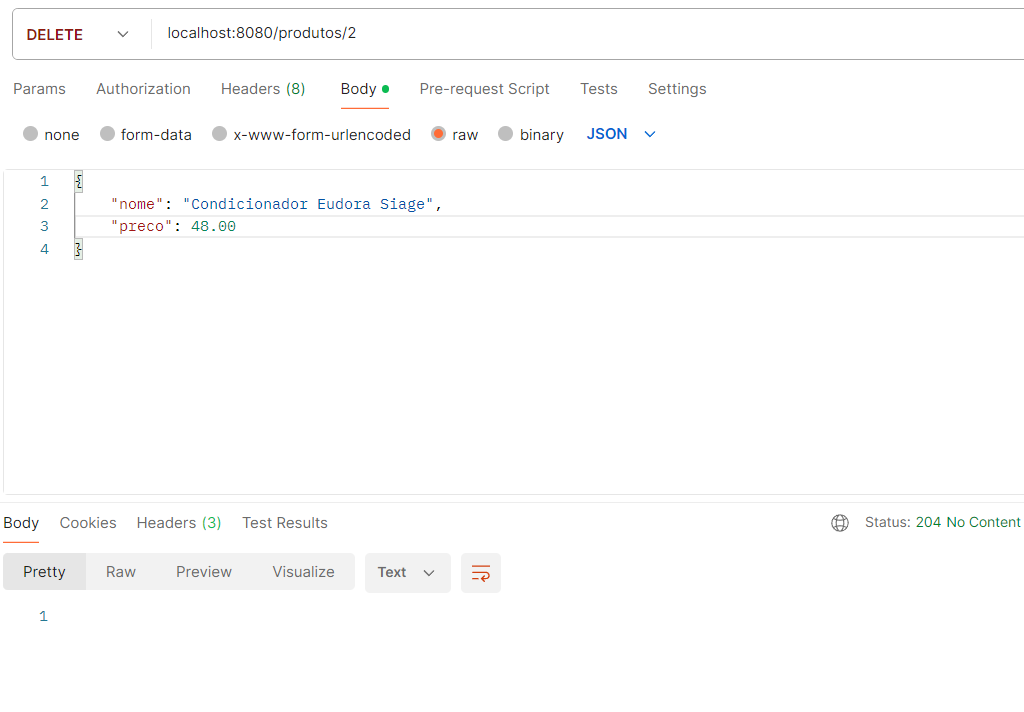 DELETE localhost:8080/produtos/2
Params Authorization Headers (8) Body Pre-request Script Tests Settings
none form-data x-www-form-urlencoded raw binary JSON
1 {
2 "nome": "Condicionador Eudora Siage",
3 "preco": 48.00
4 }
Body Cookies Headers (3) Test Results Status: 204 No Content
Pretty Raw Preview Visualize Text
1